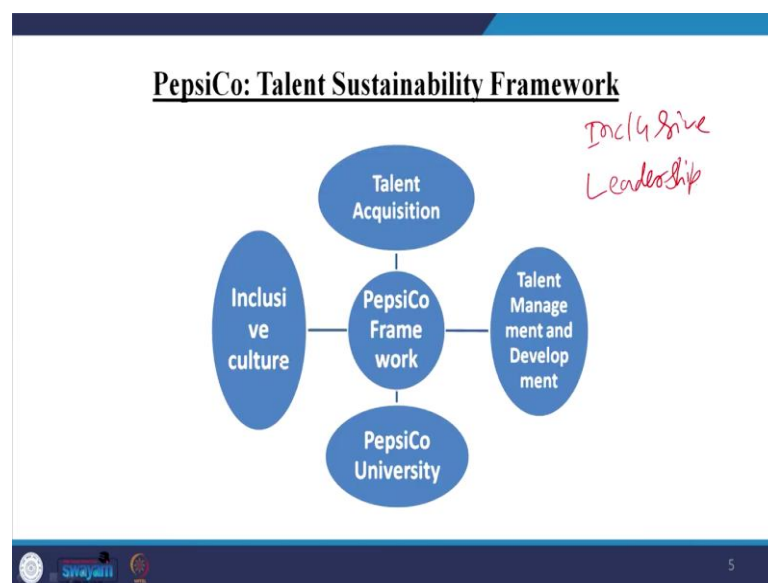 PepsiCo: Talent Sustainability Framework
Inclusive
Leadership
Talent
Acquisition
Inclusi
ve
culture
PepsiCo
Frame
work
Talent
Manage
ment and
Develop
ment
PepsiCo
University
swayam
5